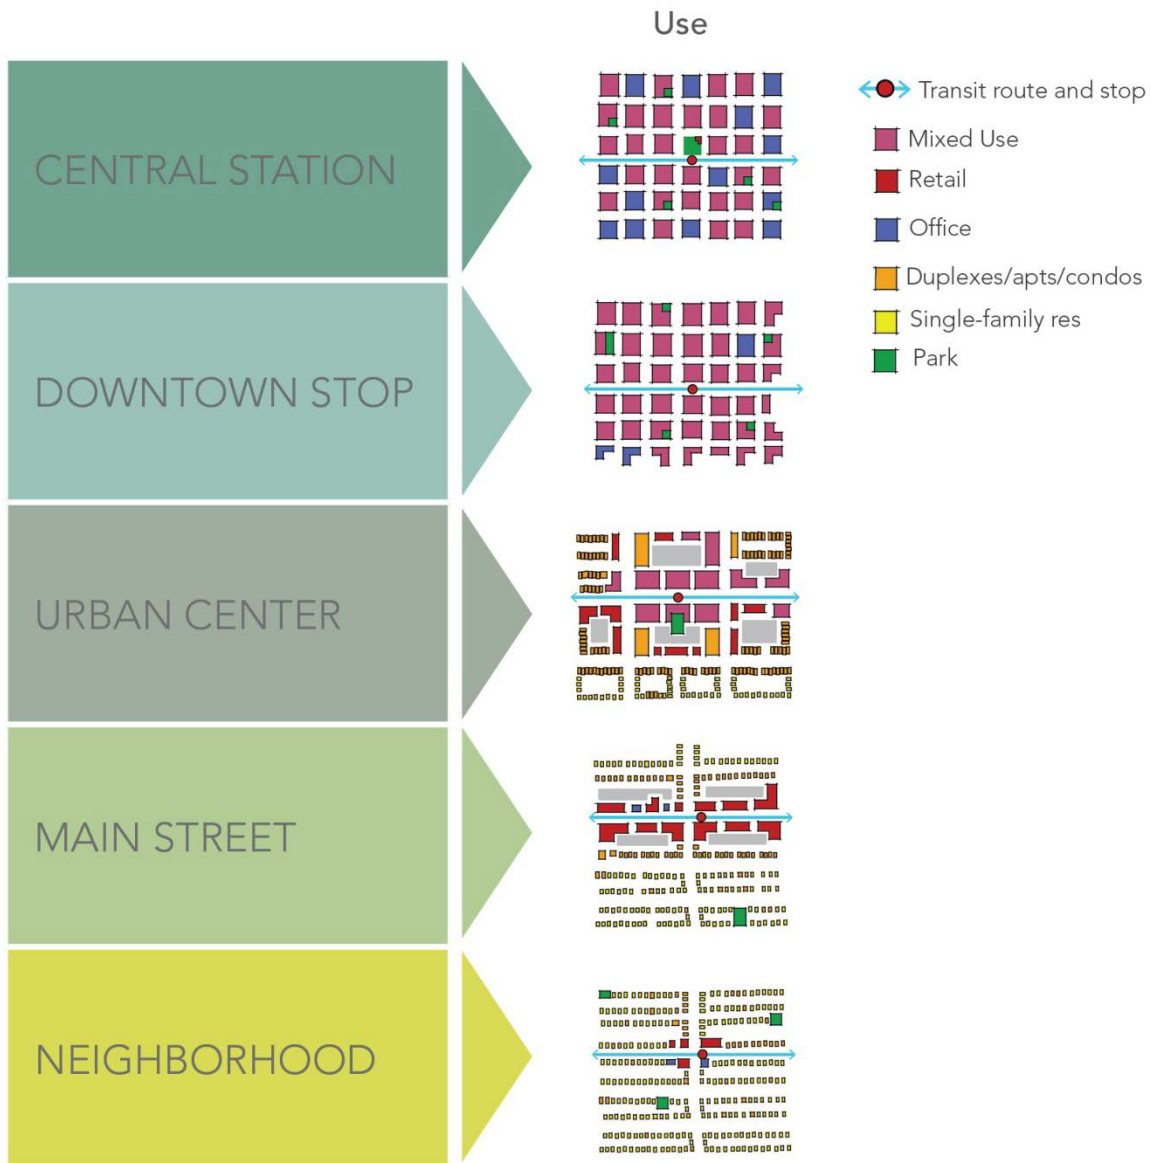 Use
CENTRAL STATION
DOWNTOWN STOP
URBAN CENTER
MAIN STREET
NEIGHBORHOOD
Transit route and stop
Mixed Use
Retail
Office
Duplexes/apts/condos
Single-family res
Park